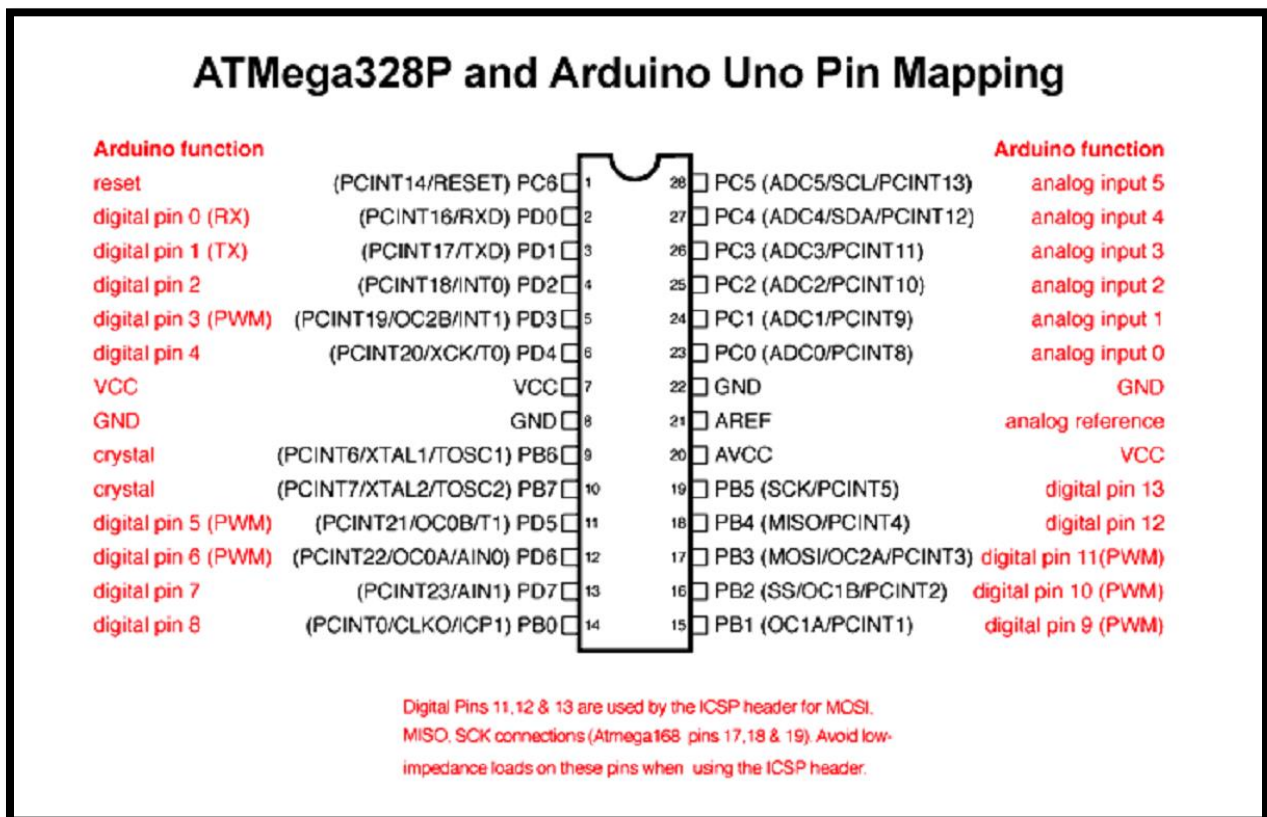 ATMega328P and Arduino Uno Pin Mapping
Arduino function Arduino function
reset (PCINT14/RESET) PC6 1 28 PC5 (ADC5/SCL/PCINT13) analog input 5
digital pin 0 (RX) (PCINT16/RXD) PD0 2 27 PC4 (ADC4/SDA/PCINT12) analog input 4
digital pin 1 (TX) (PCINT17/TXD) PD1 3 26 PC3 (ADC3/PCINT11) analog input 3
digital pin 2 (PCINT18/INT0) PD2 4 25 PC2 (ADC2/PCINT10) analog input 2
digital pin 3 (PWM) (PCINT19/OC2B/INT1) PD3 5 24 PC1 (ADC1/PCINT9) analog input 1
digital pin 4 (PCINT20/XCK/T0) PD4 6 23 PC0 (ADC0/PCINT8) analog input 0
VCC VCC 7 22 GND GND
GND GND 8 21 AREF analog reference
crystal (PCINT6/XTAL1/TOSC1) PB6 9 20 AVCC VCC
crystal (PCINT7/XTAL2/TOSC2) PB7 10 19 PB5 (SCK/PCINT5) digital pin 13
digital pin 5 (PWM) (PCINT21/OC0B/T1) PD5 11 18 PB4 (MISO/PCINT4) digital pin 12
digital pin 6 (PWM) (PCINT22/OC0A/AIN0) PD6 12 17 PB3 (MOSI/OC2A/PCINT3) digital pin 11(PWM)
digital pin 7 (PCINT23/AIN1) PD7 13 16 PB2 (SS/OC1B/PCINT2) digital pin 10 (PWM)
digital pin 8 (PCINT0/CLKO/ICP1) PB0 14 15 PB1 (OC1A/PCINT1) digital pin 9 (PWM)
Digital Pins 11,12 & 13 are used by the ICSP header for MOSI,
MISO, SCK connections (Atmega168 pins 17,18 & 19). Avoid low-
impedance loads on these pins when using the ICSP header.